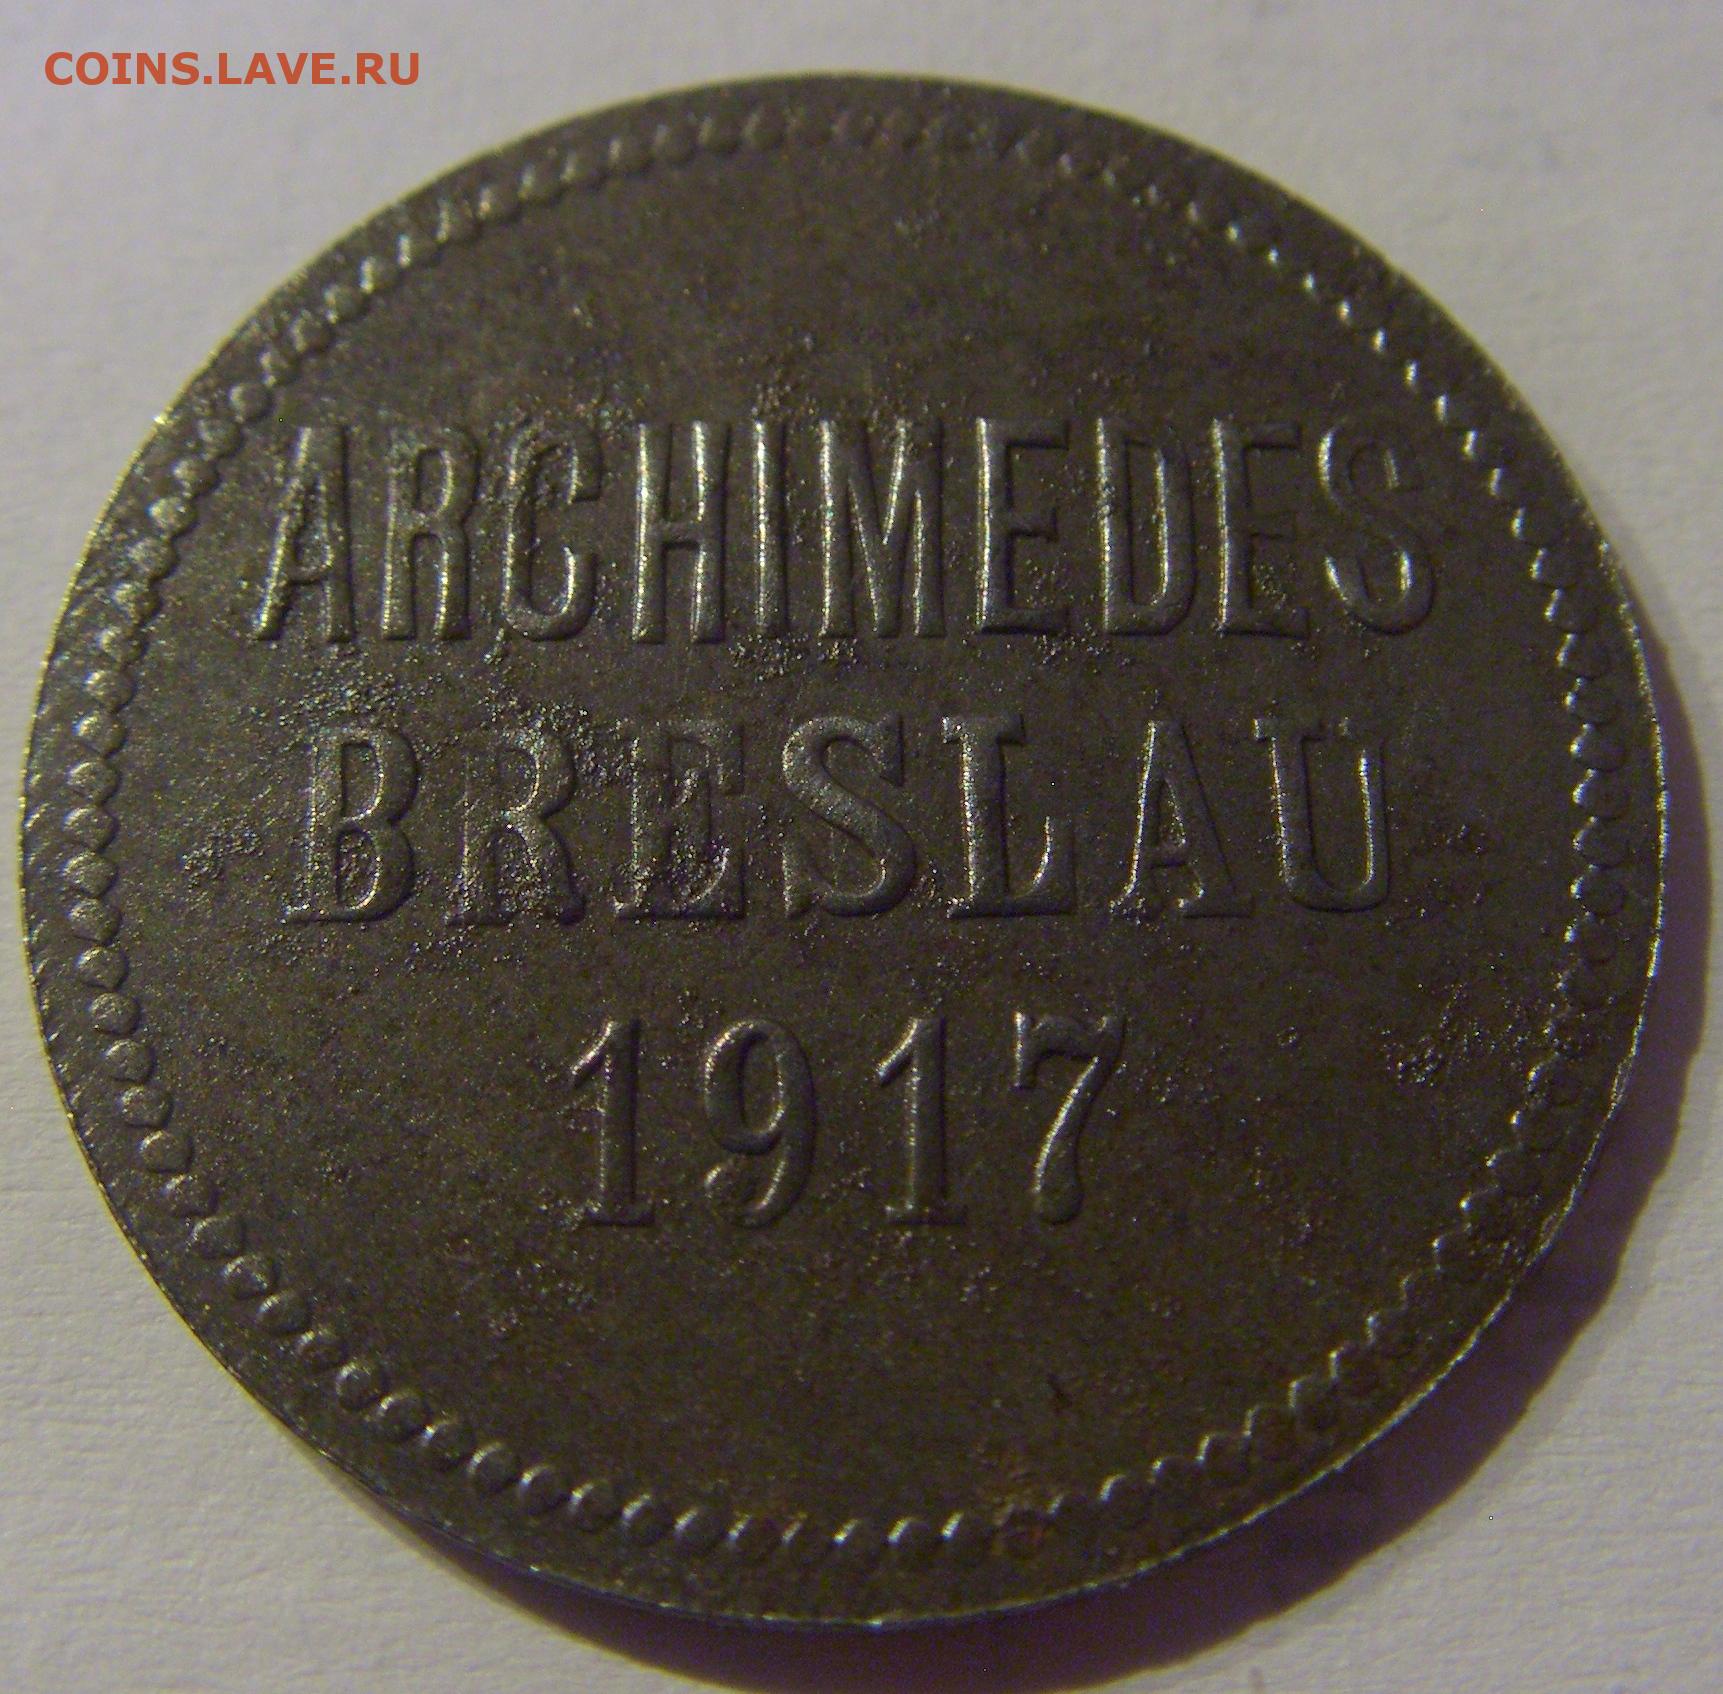 COINS.LAVE.RU
ARCHIMEDES
BRESLAU
1917